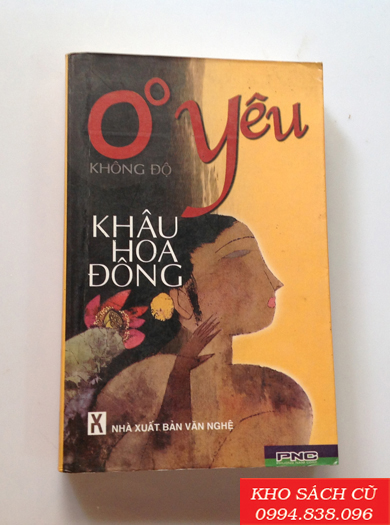 0° yêu
KHÔNG ĐỘ
KHÂU
HOA
ĐÔNG
NHÀ XUẤT BẢN VĂN NGHỆ
PNC
KHO SÁCH CŨ
0994.838.096